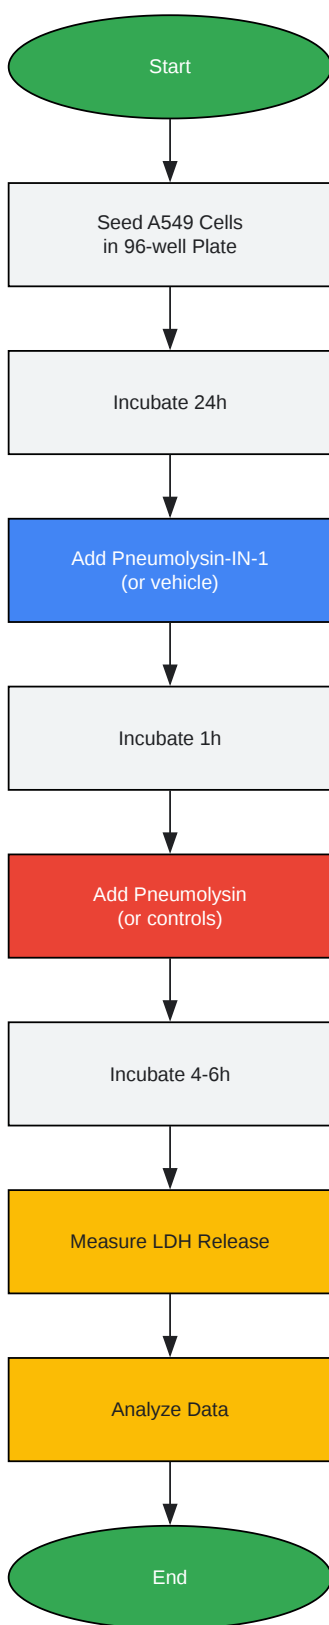 Start
Seed A549 Cells
in 96-well Plate
Incubate 24h
Add Pneumolysin-IN-1
(or vehicle)
Incubate 1h
Add Pneumolysin
(or controls)
Incubate 4-6h
Measure LDH Release
Analyze Data
End